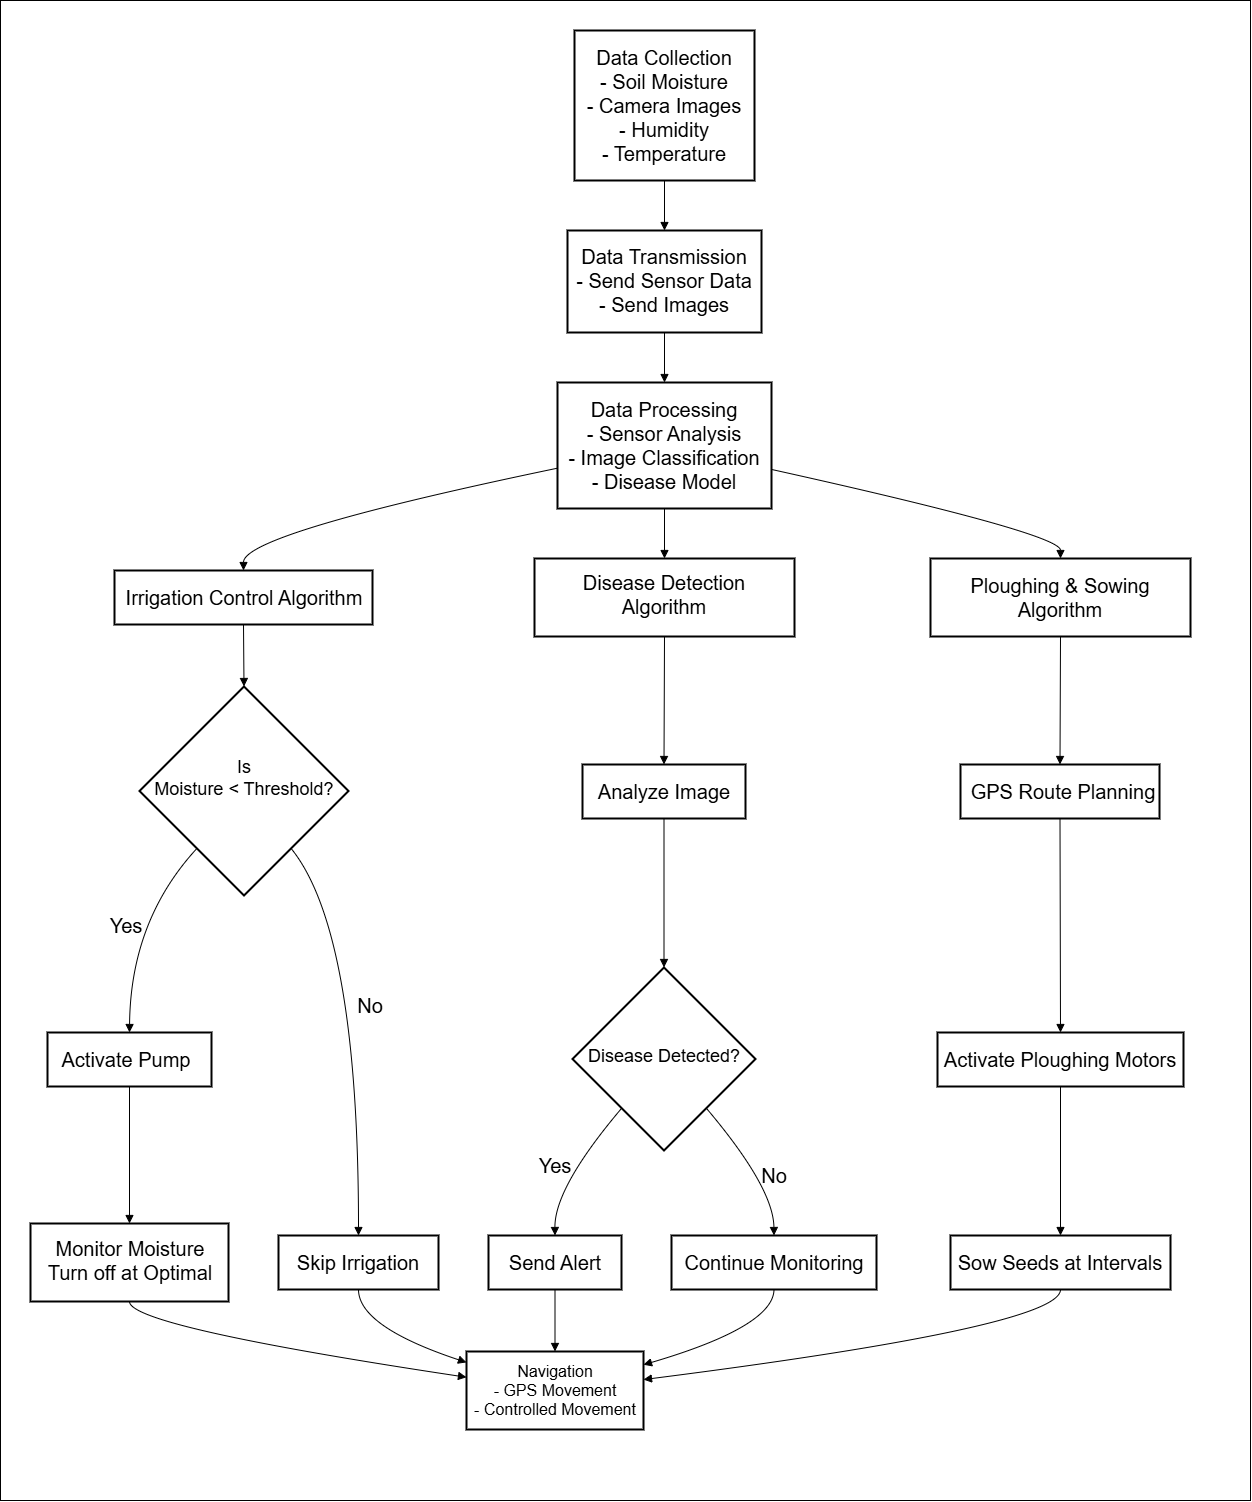 Data Collection
- Soil Moisture
- Camera Images
- Humidity
- Temperature
Data Transmission
- Send Sensor Data
- Send Images
Data Processing
- Sensor Analysis
- Image Classification
- Disease Model
Irrigation Control Algorithm
Disease Detection
Algorithm
Ploughing & Sowing
Algorithm
Is
Moisture < Threshold?
Analyze Image
GPS Route Planning
Yes
No
Activate Pump
Disease Detected?
Activate Ploughing Motors
Yes
No
Monitor Moisture
Turn off at Optimal
Skip Irrigation
Send Alert
Continue Monitoring
Sow Seeds at Intervals
Navigation
- GPS Movement
- Controlled Movement